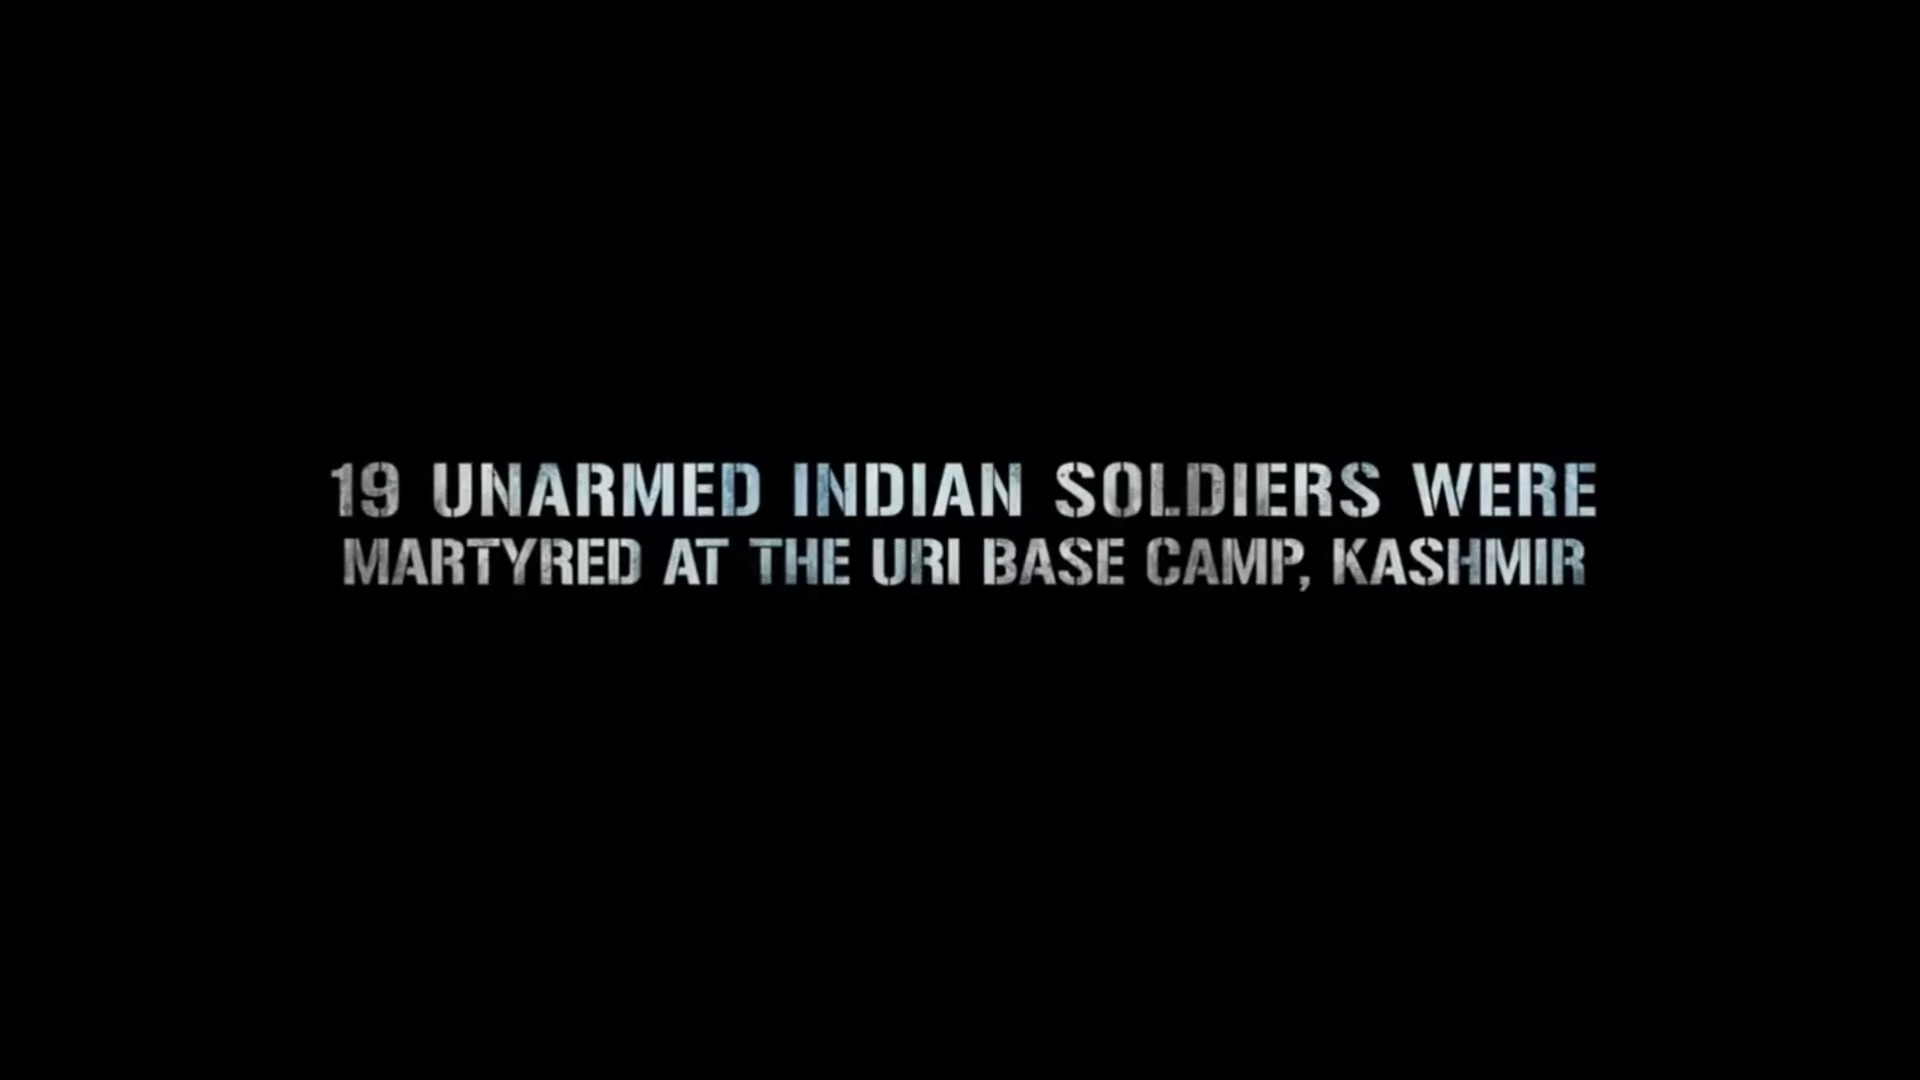 19 UNARMED INDIAN SOLDIERS WERE
MARTYRED AT THE URI BASE CAMP, KASHMIR